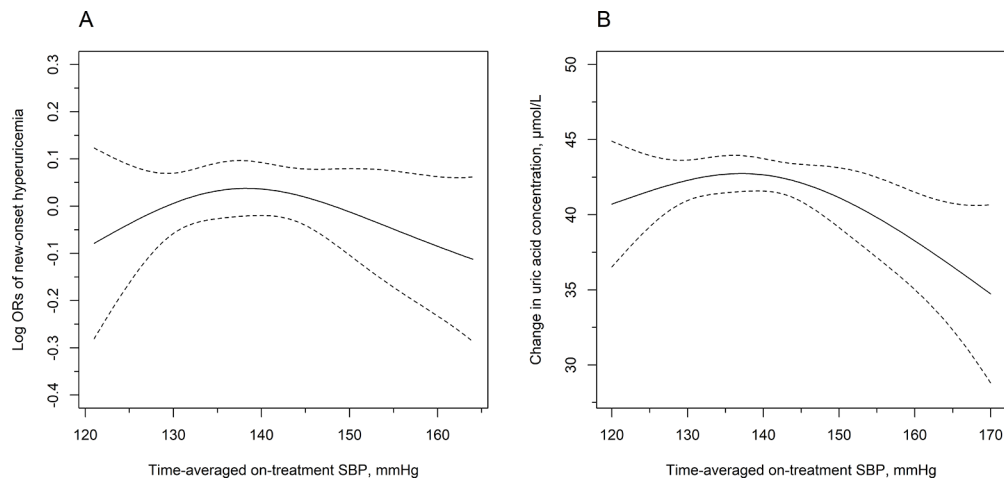 A
Log ORs of new-onset hyperuricemia
0.3
0.2
0.1
0.0
-0.1
-0.2
-0.3
-0.4
120 130 140 150 160
Time-averaged on-treatment SBP, mmHg
B
Change in uric acid concentration, μmol/L
50
45
40
35
30
120 130 140 150 160 170
Time-averaged on-treatment SBP, mmHg